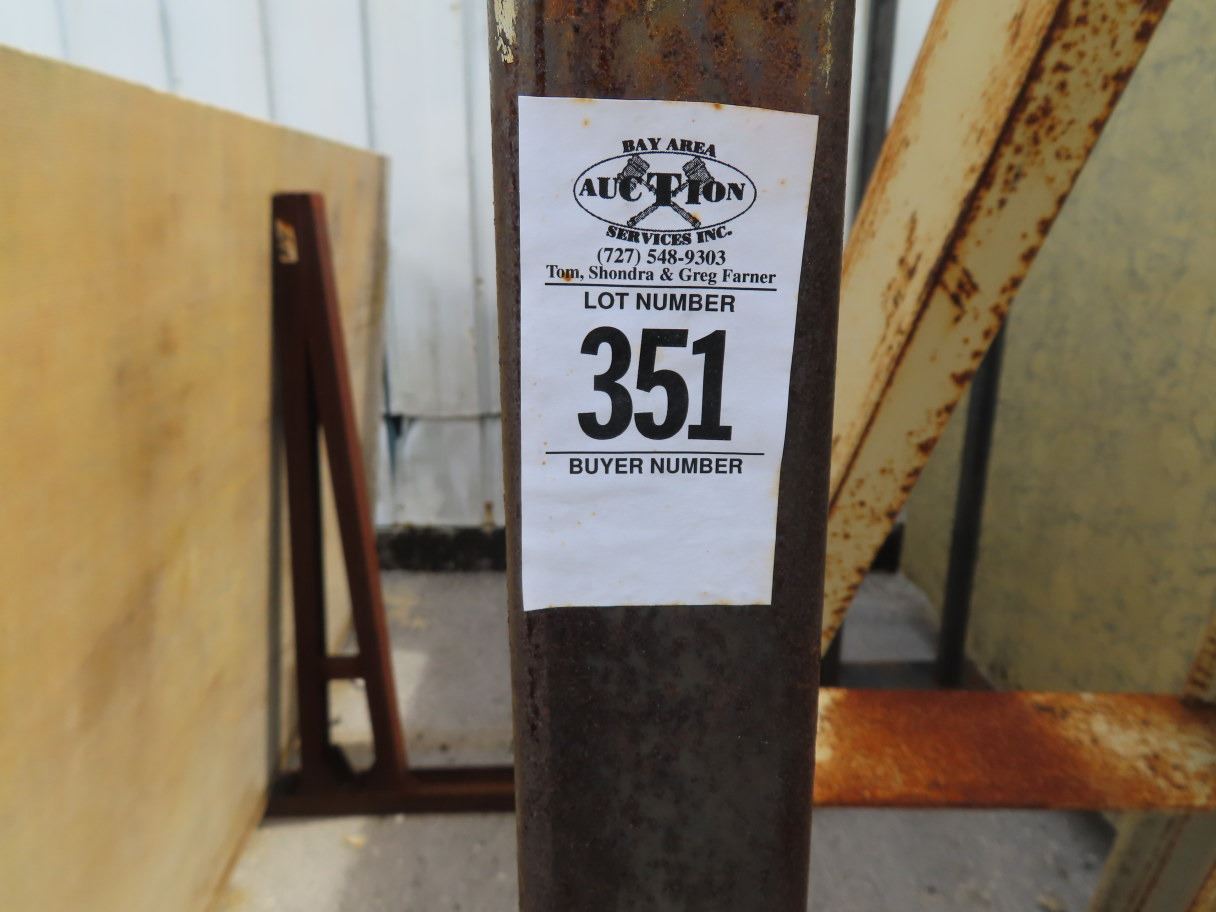 BAY AREA
AUCTION
SERVICES INC.
(727) 548-9303
Tom, Shondra & Greg Farner
LOT NUMBER
351
BUYER NUMBER